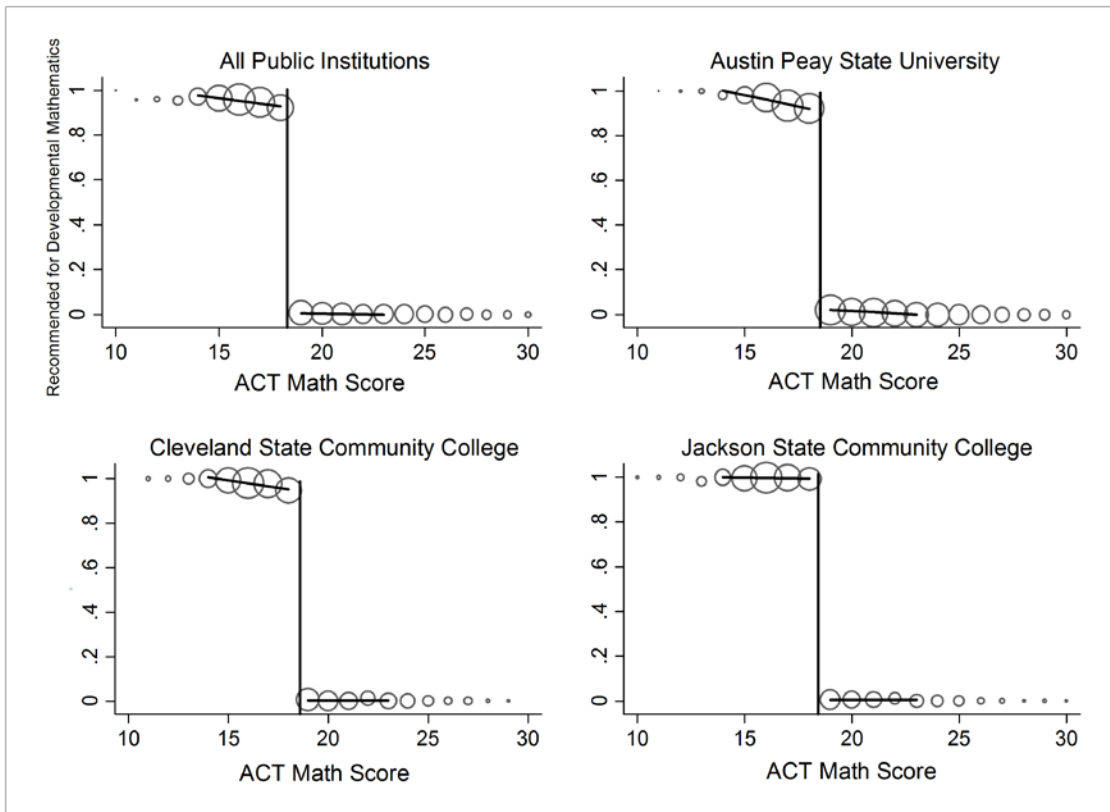 All Public Institutions
Recommended for Developmental Mathematics
1
.8
.6
.4
.2
0
10 15 20 25 30
ACT Math Score
Austin Peay State University
1
.8
.6
.4
.2
0
10 15 20 25 30
ACT Math Score
Cleveland State Community College
1
.8
.6
.4
.2
0
10 15 20 25 30
ACT Math Score
Jackson State Community College
1
.8
.6
.4
.2
0
10 15 20 25 30
ACT Math Score